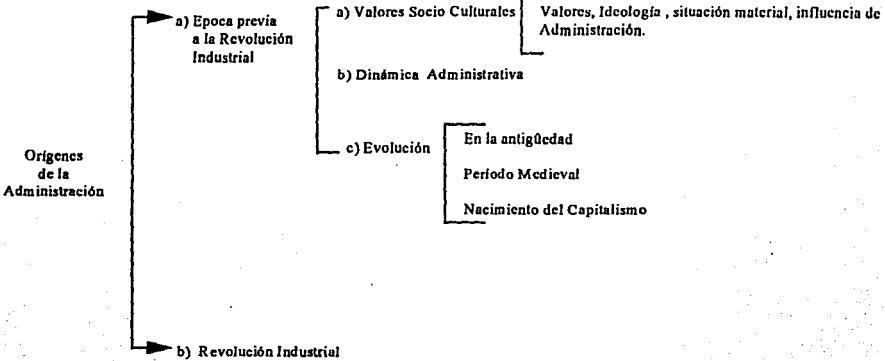 Orígenes
de la
Administración
a) Epoca previa
a la Revolución
Industrial
a) Valores Socio Culturales
Valores, Ideología , situación material, influencia de
Administración.
b) Dinámica Administrativa
c) Evolución
En la antigüedad
Período Medieval
Nacimiento del Capitalismo
b) Revolución Industrial